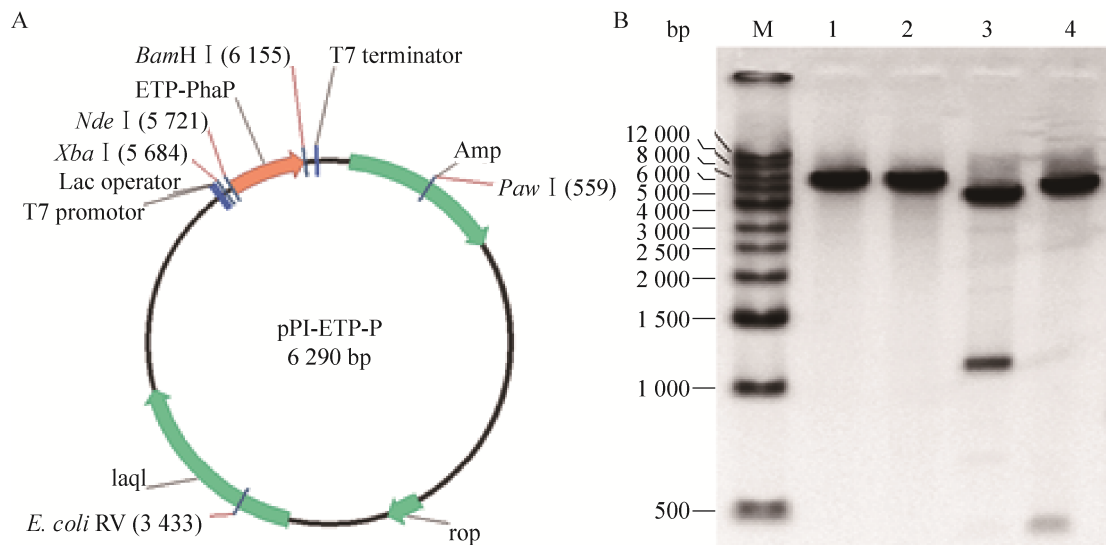 A
BamH Ⅰ (6 155)
T7 terminator
ETP-PhaP
Nde Ⅰ (5 721)
Xba Ⅰ (5 684)
Lac operator
T7 promotor
Amp
Paw Ⅰ (559)
pPI-ETP-P
6 290 bp
laql
E. coli RV (3 433)
rop
B
bp M 1 2 3 4
12 000
8 000
6 000
5 000
4 000
3 000
2 500
2 000
1 500
1 000
500